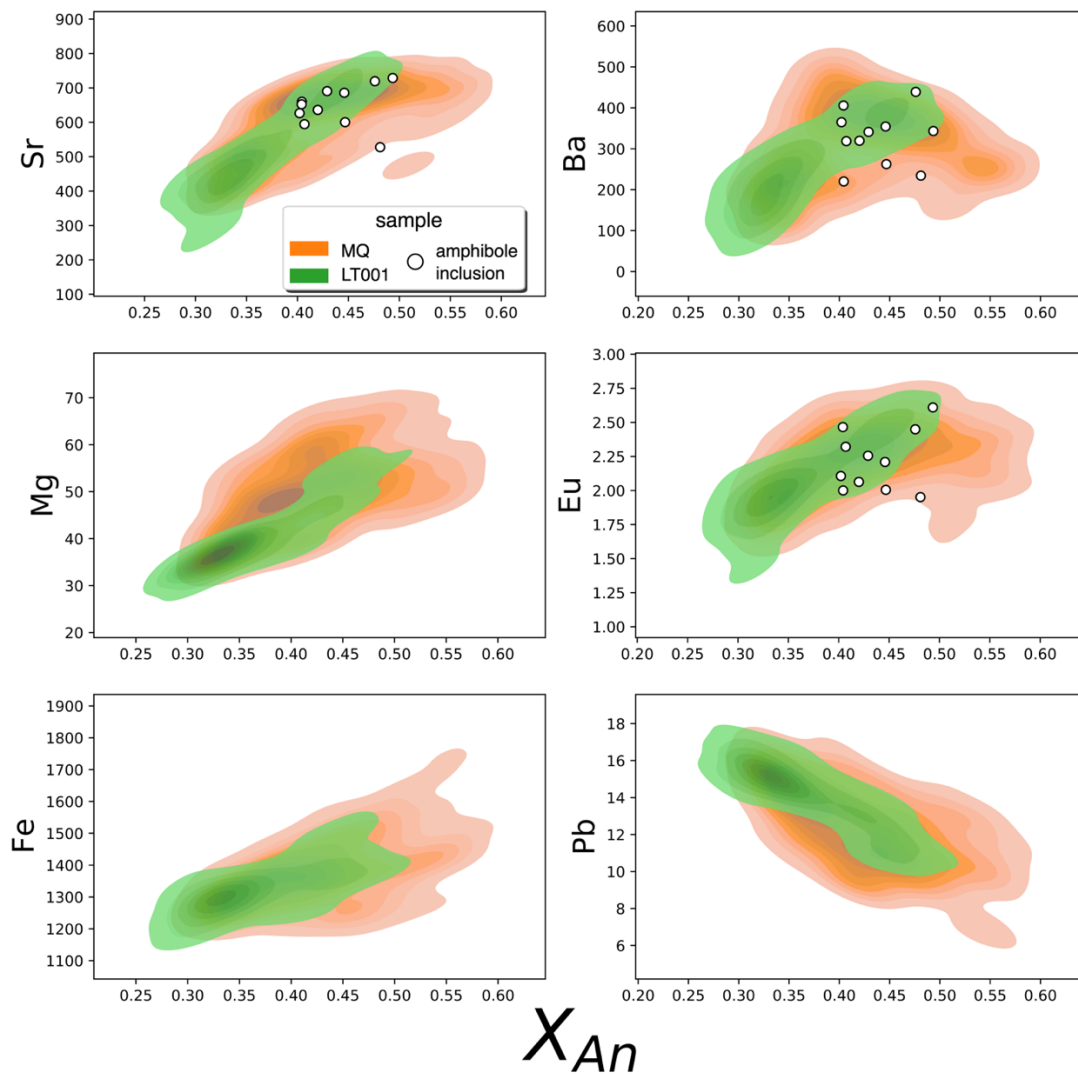 Sr
900
800
700
600
500
400
300
200
100
0.25 0.30 0.35 0.40 0.45 0.50 0.55 0.60
sample
MQ
LT001
amphibole
inclusion
Ba
600
500
400
300
200
100
0
0.20 0.25 0.30 0.35 0.40 0.45 0.50 0.55 0.60
Mg
70
60
50
40
30
20
0.25 0.30 0.35 0.40 0.45 0.50 0.55 0.60
Eu
3.00
2.75
2.50
2.25
2.00
1.75
1.50
1.25
1.00
0.20 0.25 0.30 0.35 0.40 0.45 0.50 0.55 0.60
Fe
1900
1800
1700
1600
1500
1400
1300
1200
1100
0.25 0.30 0.35 0.40 0.45 0.50 0.55 0.60
Pb
18
16
14
12
10
8
6
0.20 0.25 0.30 0.35 0.40 0.45 0.50 0.55 0.60
XAn